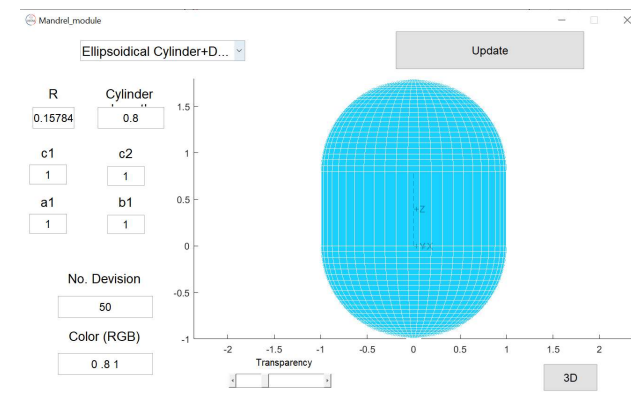 Mandrel_module
Ellipsoidical Cylinder+D...
Update
R
Cylinder
0.15784
0.8
c1
c2
1
1
a1
b1
1
1
No. Devision
50
Color (RGB)
0 .8 1
1.5
1
0.5
0
-0.5
-1
-2
-1.5
-1
-0.5
0
0.5
1
1.5
2
+Z
Transparency
3D